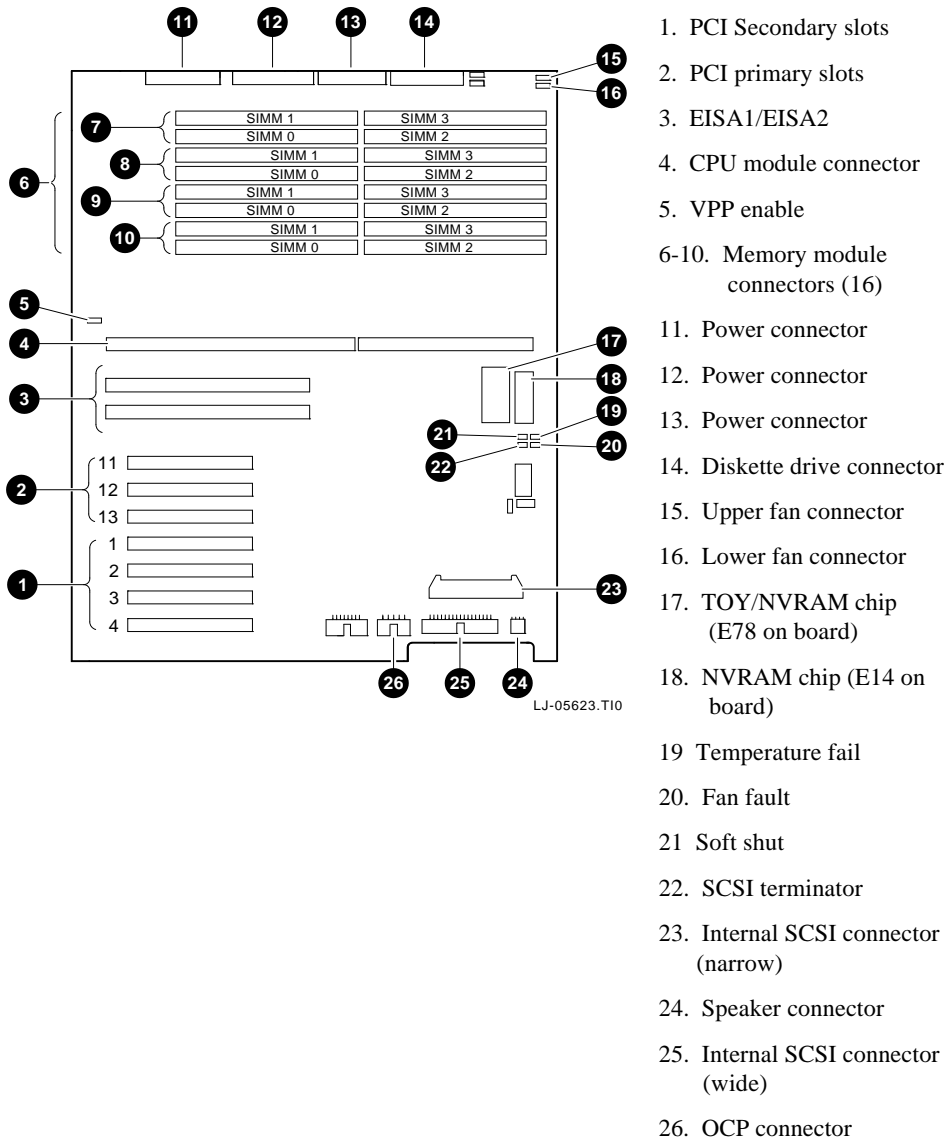 11 12 13 14
15
16
7 SIMM 1 SIMM 3
SIMM 0 SIMM 2
8 SIMM 1 SIMM 3
SIMM 0 SIMM 2
6
9 SIMM 1 SIMM 3
SIMM 0 SIMM 2
10 SIMM 1 SIMM 3
SIMM 0 SIMM 2
5
4
17
18
3
19
21
20
22
2
11
12
13
1
1
2
3
4
23
26 25 24
LJ-05623.TI0
1. PCI Secondary slots
2. PCI primary slots
3. EISA1/EISA2
4. CPU module connector
5. VPP enable
6-10. Memory module
connectors (16)
11. Power connector
12. Power connector
13. Power connector
14. Diskette drive connector
15. Upper fan connector
16. Lower fan connector
17. TOY/NVRAM chip
(E78 on board)
18. NVRAM chip (E14 on
board)
19 Temperature fail
20. Fan fault
21 Soft shut
22. SCSI terminator
23. Internal SCSI connector
(narrow)
24. Speaker connector
25. Internal SCSI connector
(wide)
26. OCP connector